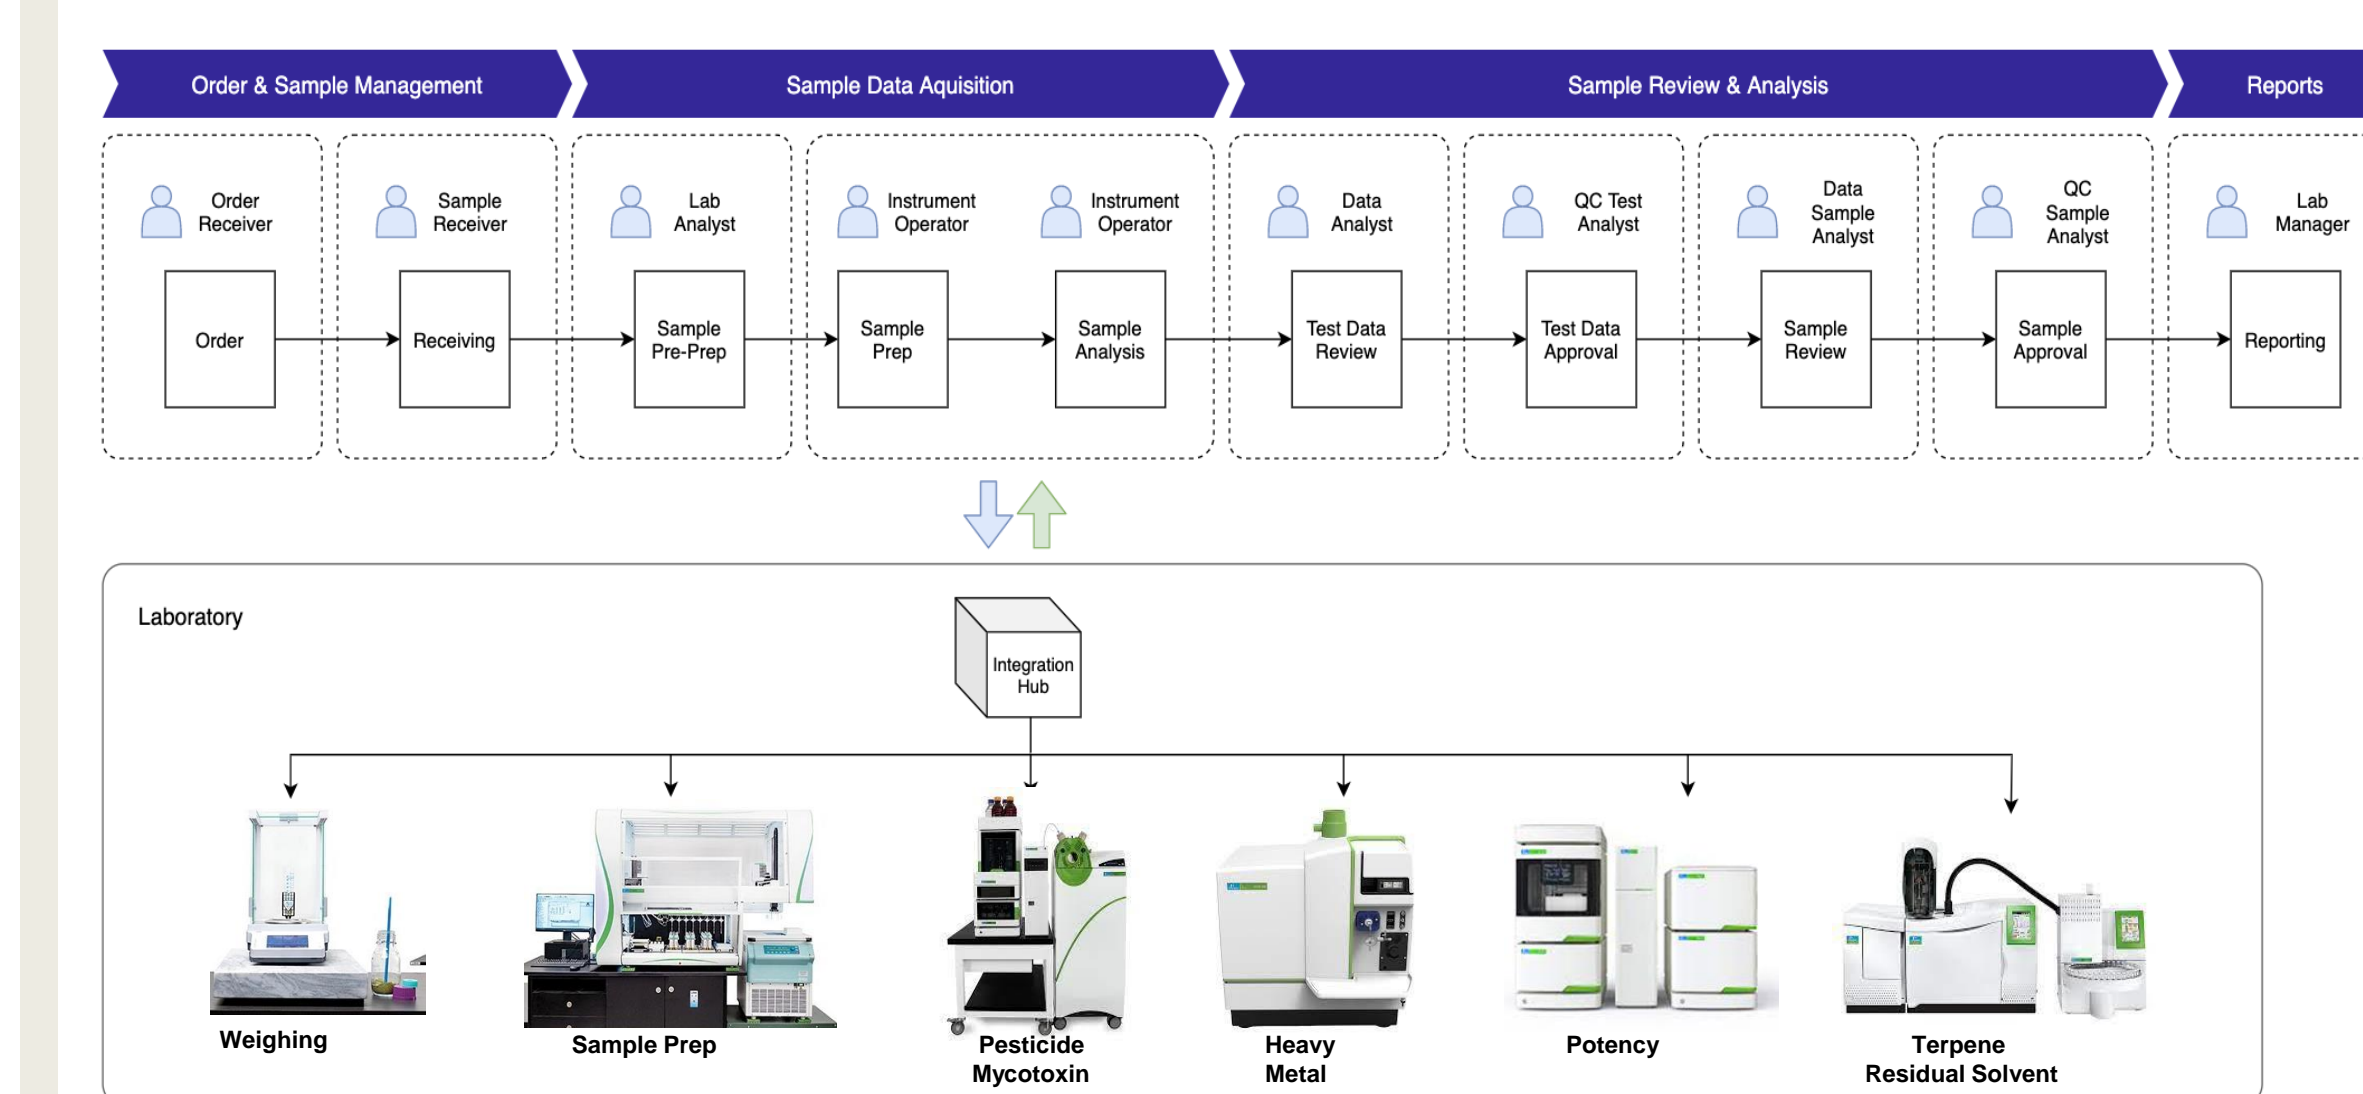 Order & Sample Management
Sample Data Aquisition
Sample Review & Analysis
Reports
Order
Receiver
Sample
Receiver
Lab
Analyst
Instrument
Operator
Instrument
Operator
Data
Analyst
QC Test
Analyst
Data
Sample
Analyst
QC
Sample
Analyst
Lab
Manager
Order
Receiving
Sample
Pre-Prep
Sample
Prep
Sample
Analysis
Test Data
Review
Test Data
Approval
Sample
Review
Sample
Approval
Reporting
Laboratory
Integration
Hub
Weighing
Sample Prep
Pesticide
Mycotoxin
Heavy
Metal
Potency
Terpene
Residual Solvent